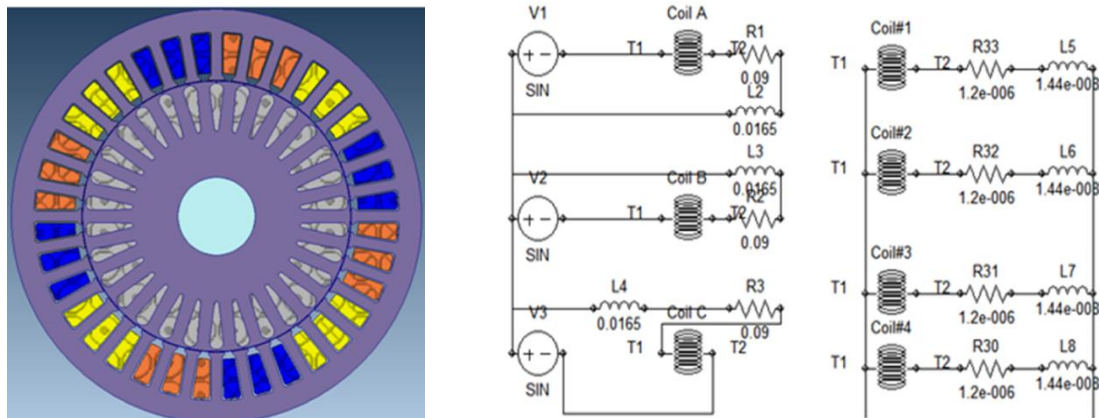 V1
Coil A
R1
T1
T2
0.09
SIN
L2
0.0165
L3
0.0165
V2
Coil B
R2
T1
T2
0.09
SIN
L4
R3
V3
0.0165
0.09
T1
Coil C
T2
SIN
Coil#1
R33
L5
T1
T2
1.2e-006
1.44e-008
Coil#2
R32
L6
T1
T2
1.2e-006
1.44e-008
Coil#3
R31
L7
T1
T2
1.2e-006
1.44e-008
Coil#4
R30
L8
T1
T2
1.2e-006
1.44e-008